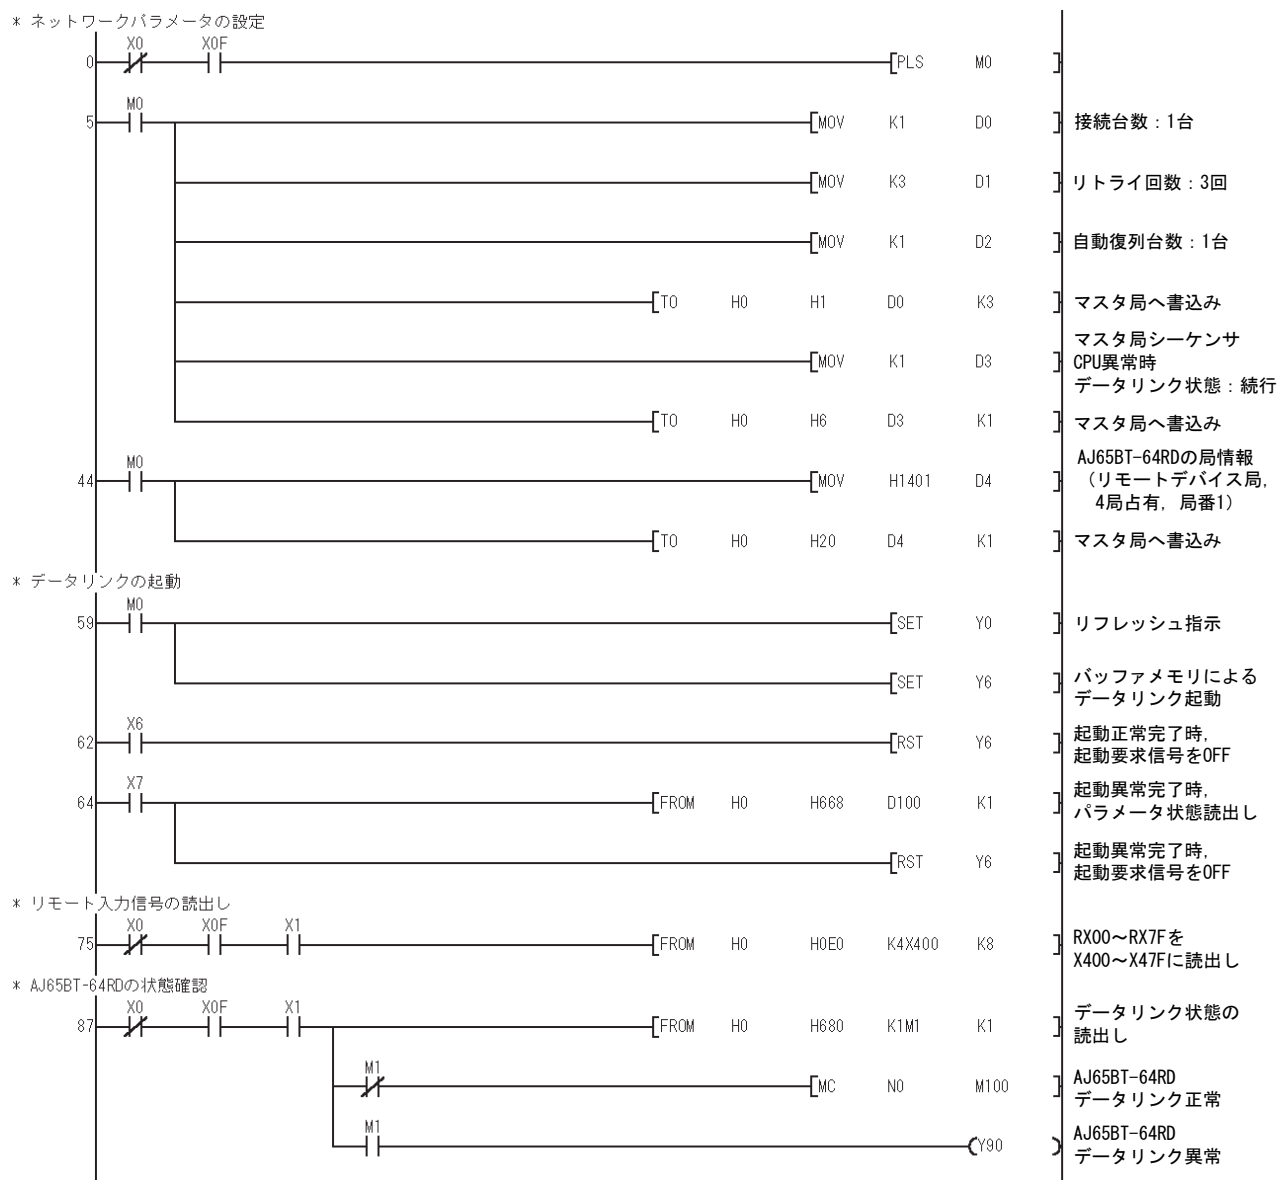 * ネットワークパラメータの設定
X0 X0F
0 PLS M0
M0
5 MOV K1 D0 接続台数：1台
MOV K3 D1 リトライ回数：3回
MOV K1 D2 自動復列台数：1台
TO H0 H1 D0 K3 マスタ局へ書込み
マスタ局シーケンサ
MOV K1 D3 CPU異常時
データリンク状態：続行
TO H0 H6 D3 K1 マスタ局へ書込み
M0 AJ65BT-64RDの局情報
44 MOV H1401 D4 （リモートデバイス局，
4局占有，局番1）
TO H0 H20 D4 K1 マスタ局へ書込み
* データリンクの起動
M0
59 SET Y0 リフレッシュ指示
SET Y6 バッファメモリによる
データリンク起動
X6 起動正常完了時，
62 RST Y6 起動要求信号をOFF
X7 起動異常完了時，
64 FROM H0 H668 D100 K1 パラメータ状態読出し
起動異常完了時，
RST Y6 起動要求信号をOFF
* リモート入力信号の読出し
X0 X0F X1 RX00～RX7Fを
75 FROM H0 H0E0 K4X400 K8 X400～X47Fに読出し
* AJ65BT-64RDの状態確認
X0 X0F X1 データリンク状態の
87 FROM H0 H680 K1M1 K1 読出し
M1 AJ65BT-64RD
MC N0 M100 データリンク正常
M1 AJ65BT-64RD
Y90 データリンク異常